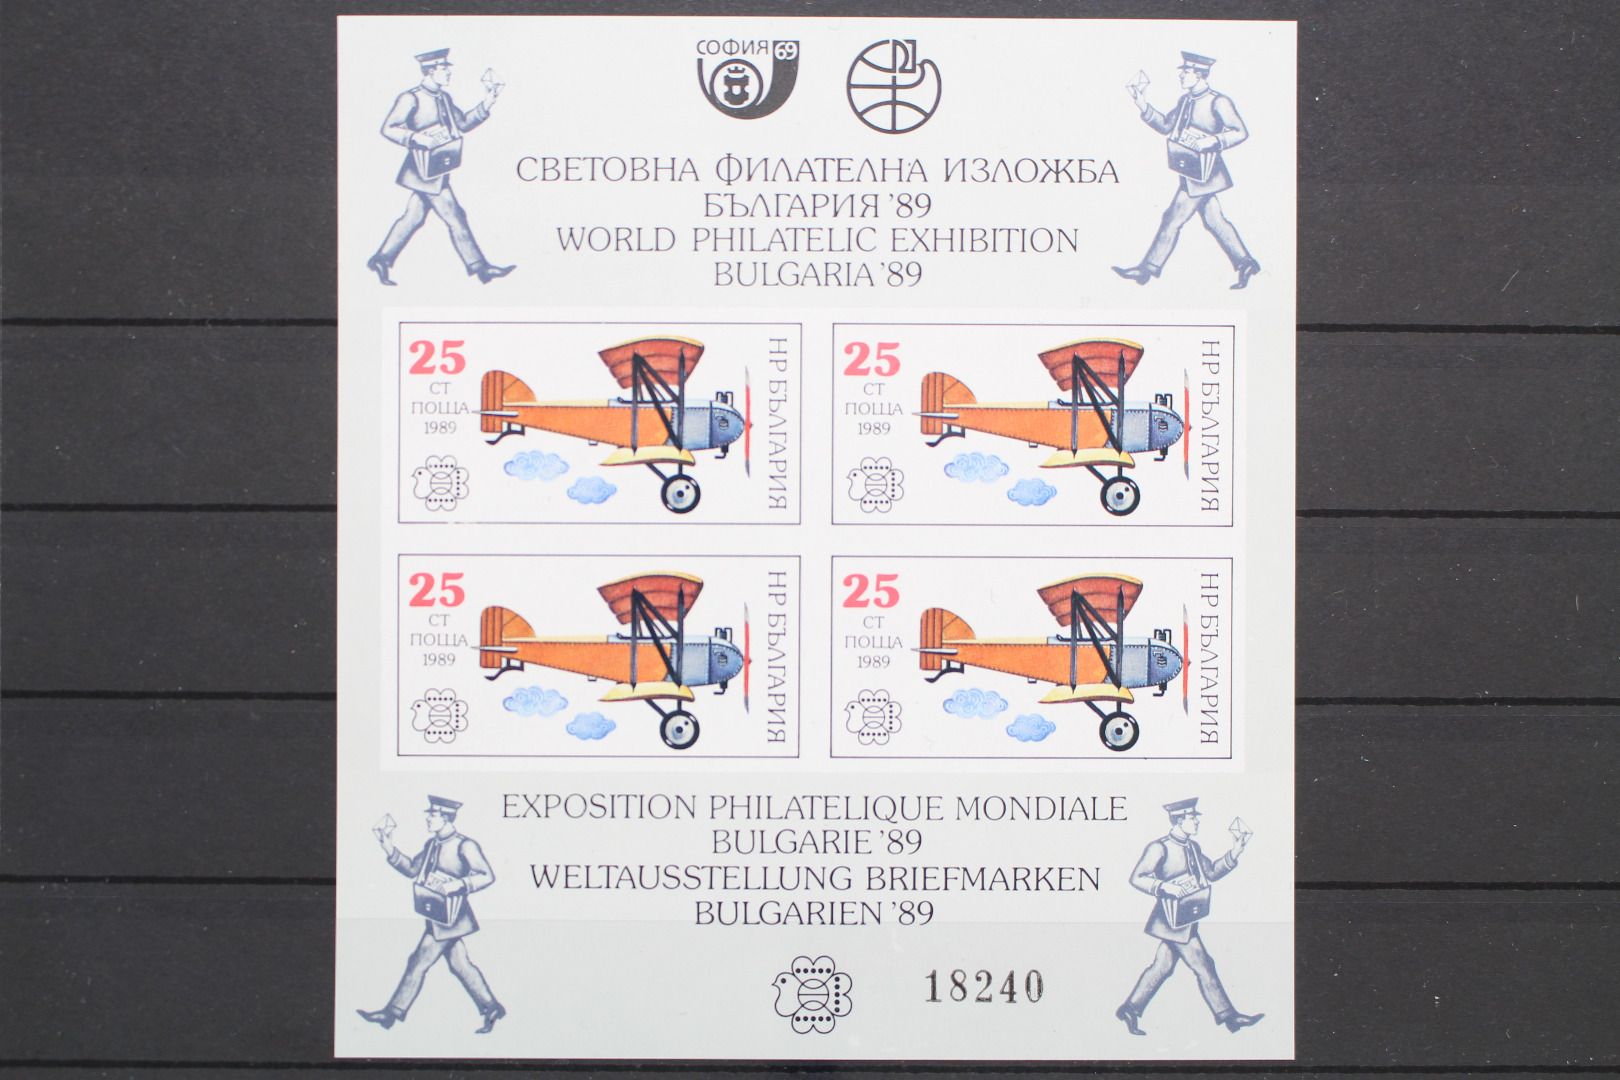 СОФИЯ 69
СВЕТОВНА ФИЛАТЕЛНА ИЗЛОЖБА
БЪЛГАРИЯ '89
WORLD PHILATELIC EXHIBITION
BULGARIA '89
25
СТ
ПОЩА
1989
НР БЪЛГАРИЯ
25
СТ
ПОЩА
1989
НР БЪЛГАРИЯ
25
СТ
ПОЩА
1989
НР БЪЛГАРИЯ
25
СТ
ПОЩА
1989
НР БЪЛГАРИЯ
EXPOSITION PHILATELIQUE MONDIALE
BULGARIE '89
WELTAUSSTELLUNG BRIEFMARKEN
BULGARIEN '89
18240